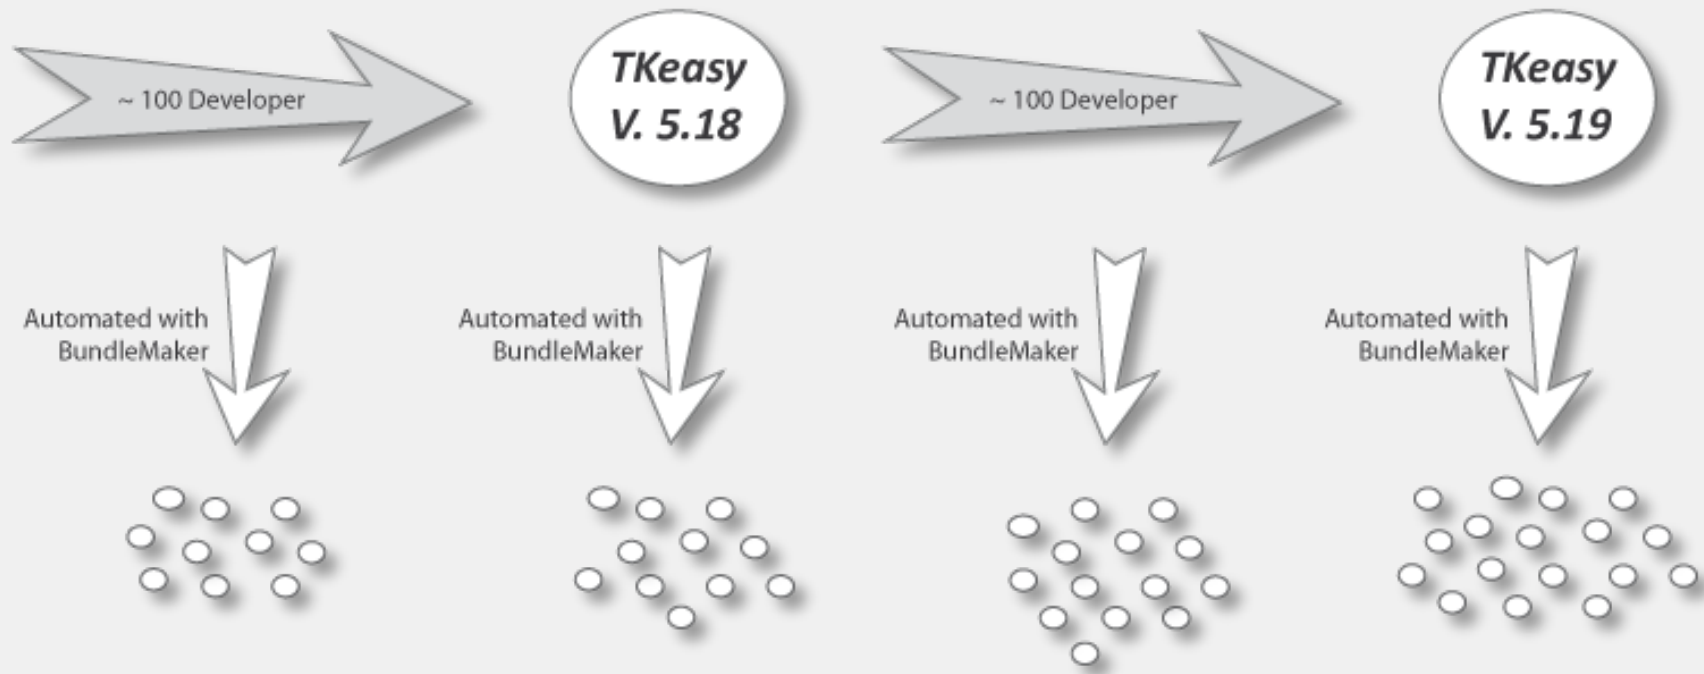 ~ 100 Developer
TKeasy
V. 5.18
~ 100 Developer
TKeasy
V. 5.19
Automated with
BundleMaker
Automated with
BundleMaker
Automated with
BundleMaker
Automated with
BundleMaker